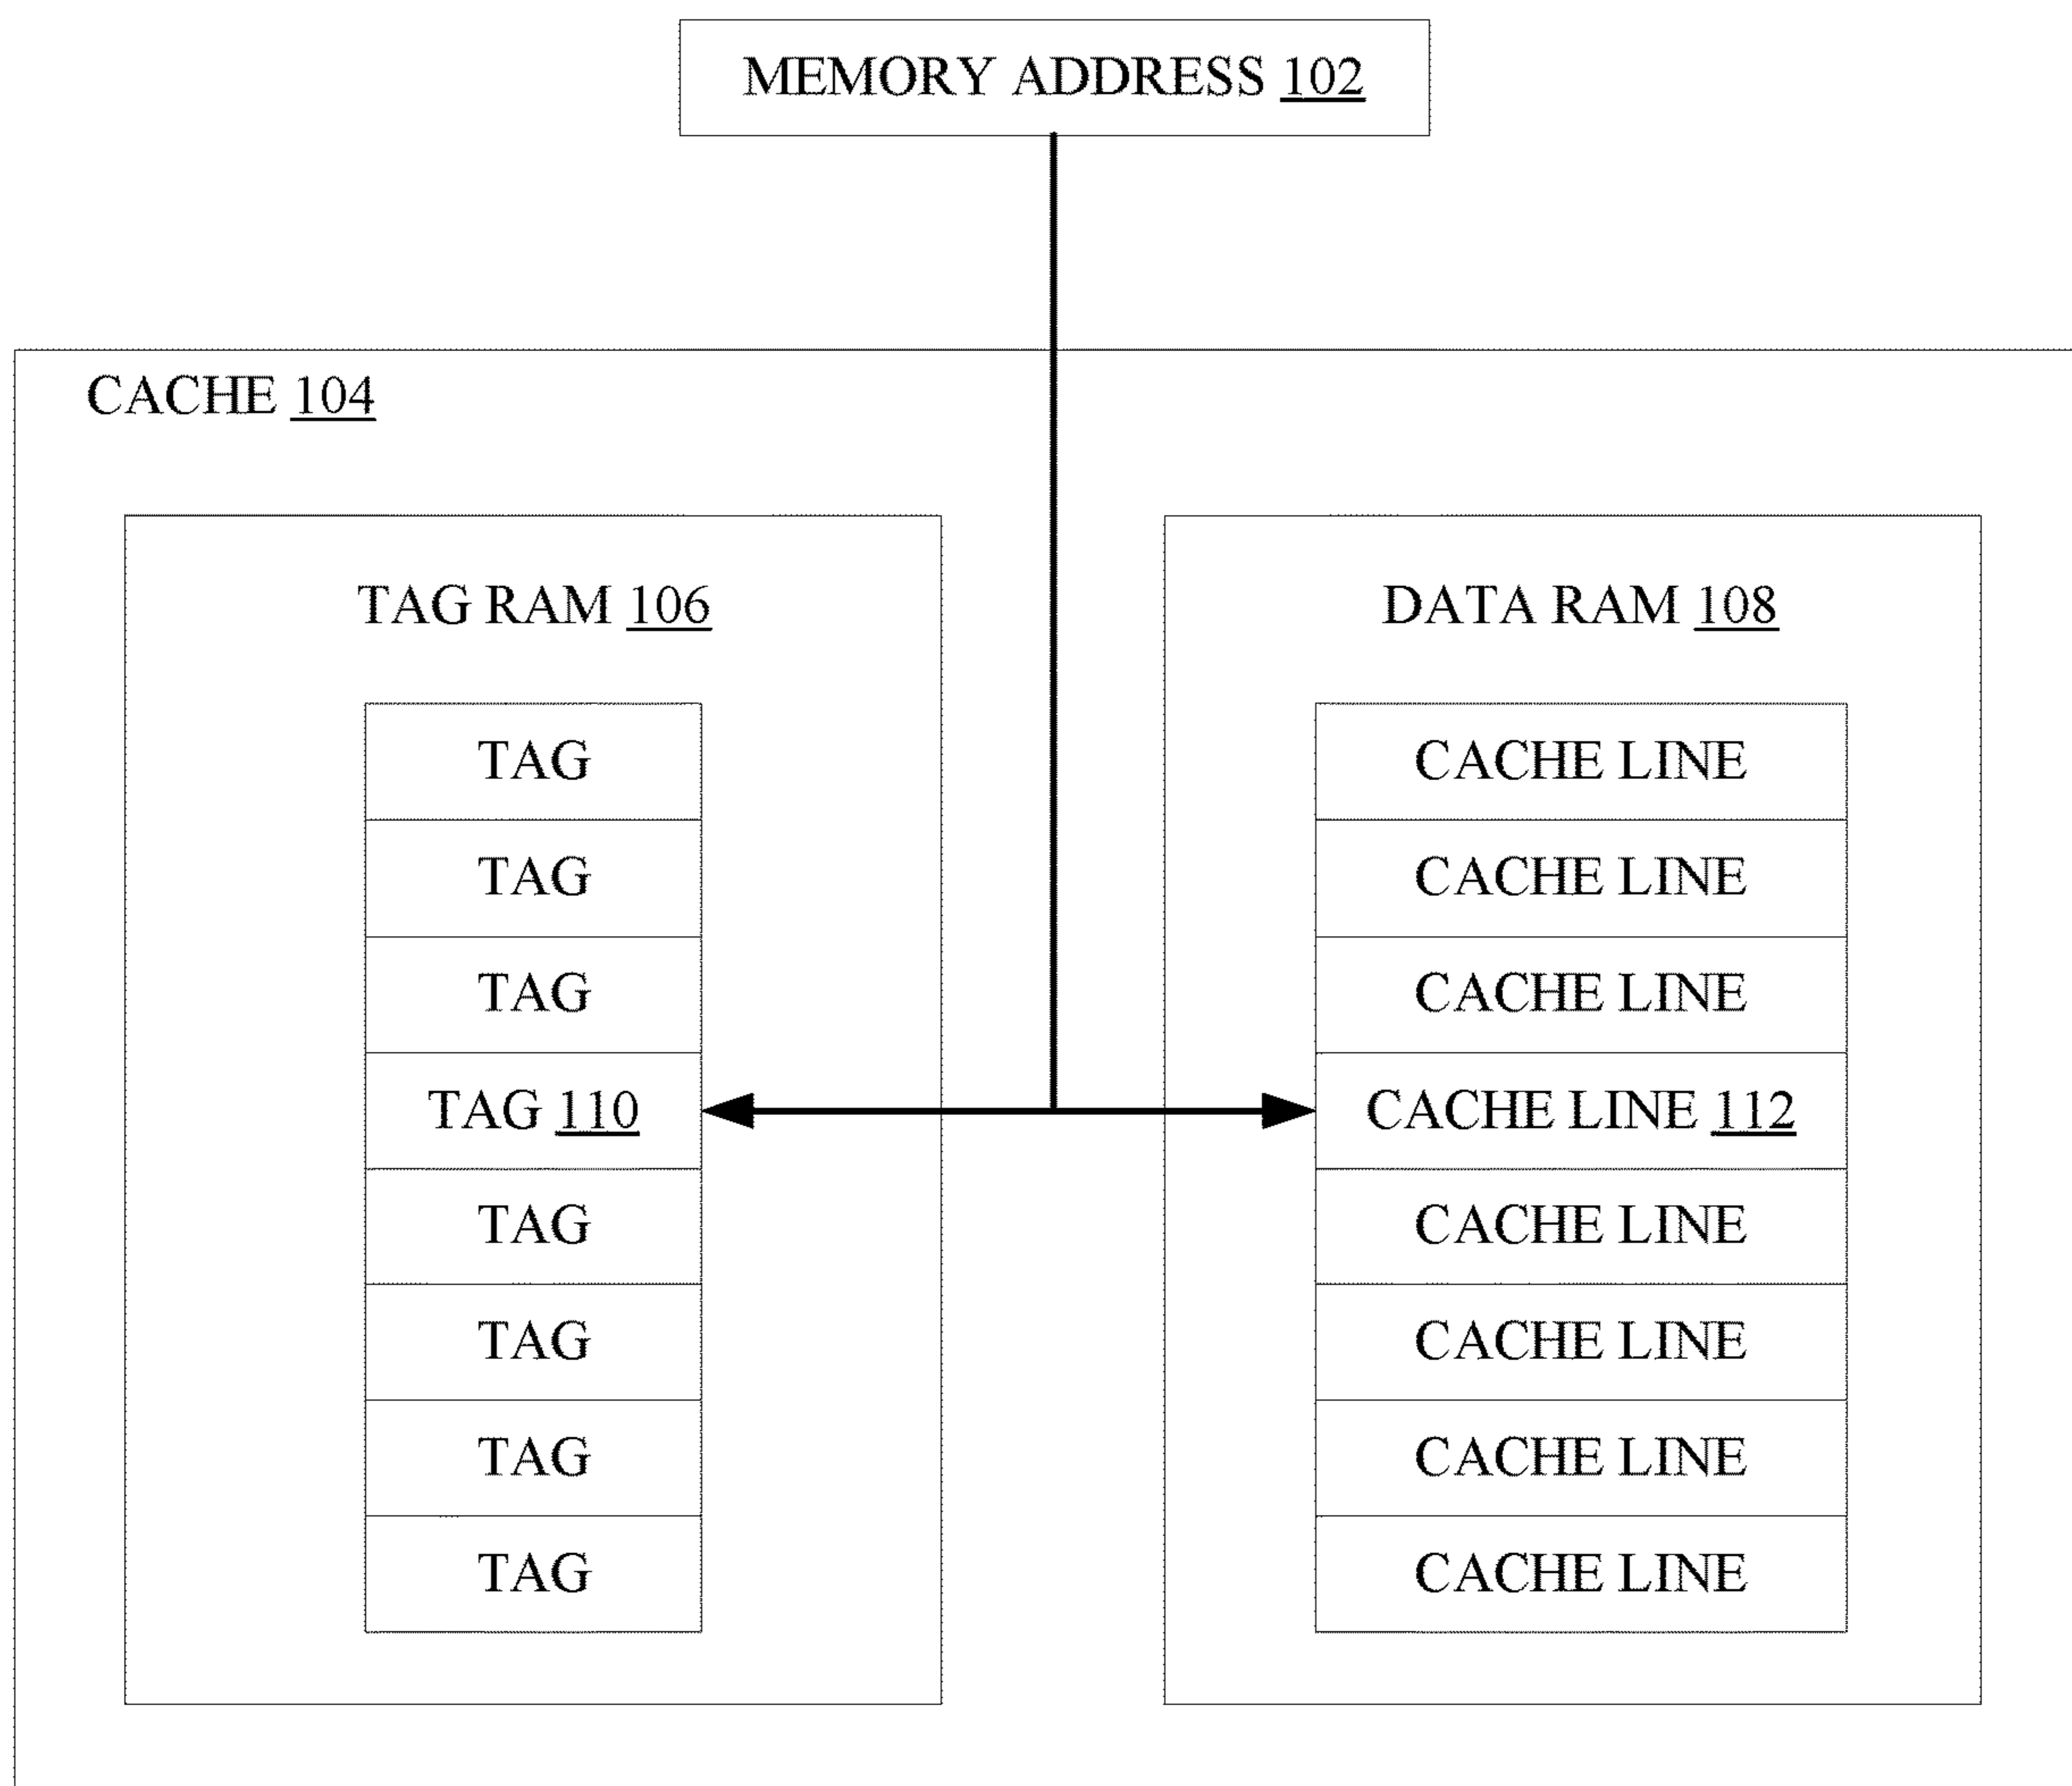 MEMORY ADDRESS 102
CACHE 104
TAG RAM 106
TAG
TAG
TAG
TAG 110
TAG
TAG
TAG
TAG
DATA RAM 108
CACHE LINE
CACHE LINE
CACHE LINE
CACHE LINE 112
CACHE LINE
CACHE LINE
CACHE LINE
CACHE LINE